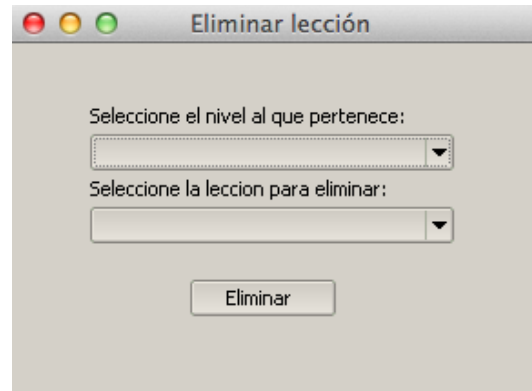 Eliminar lección
Seleccione el nivel al que pertenece:
Seleccione la leccion para eliminar:
Eliminar